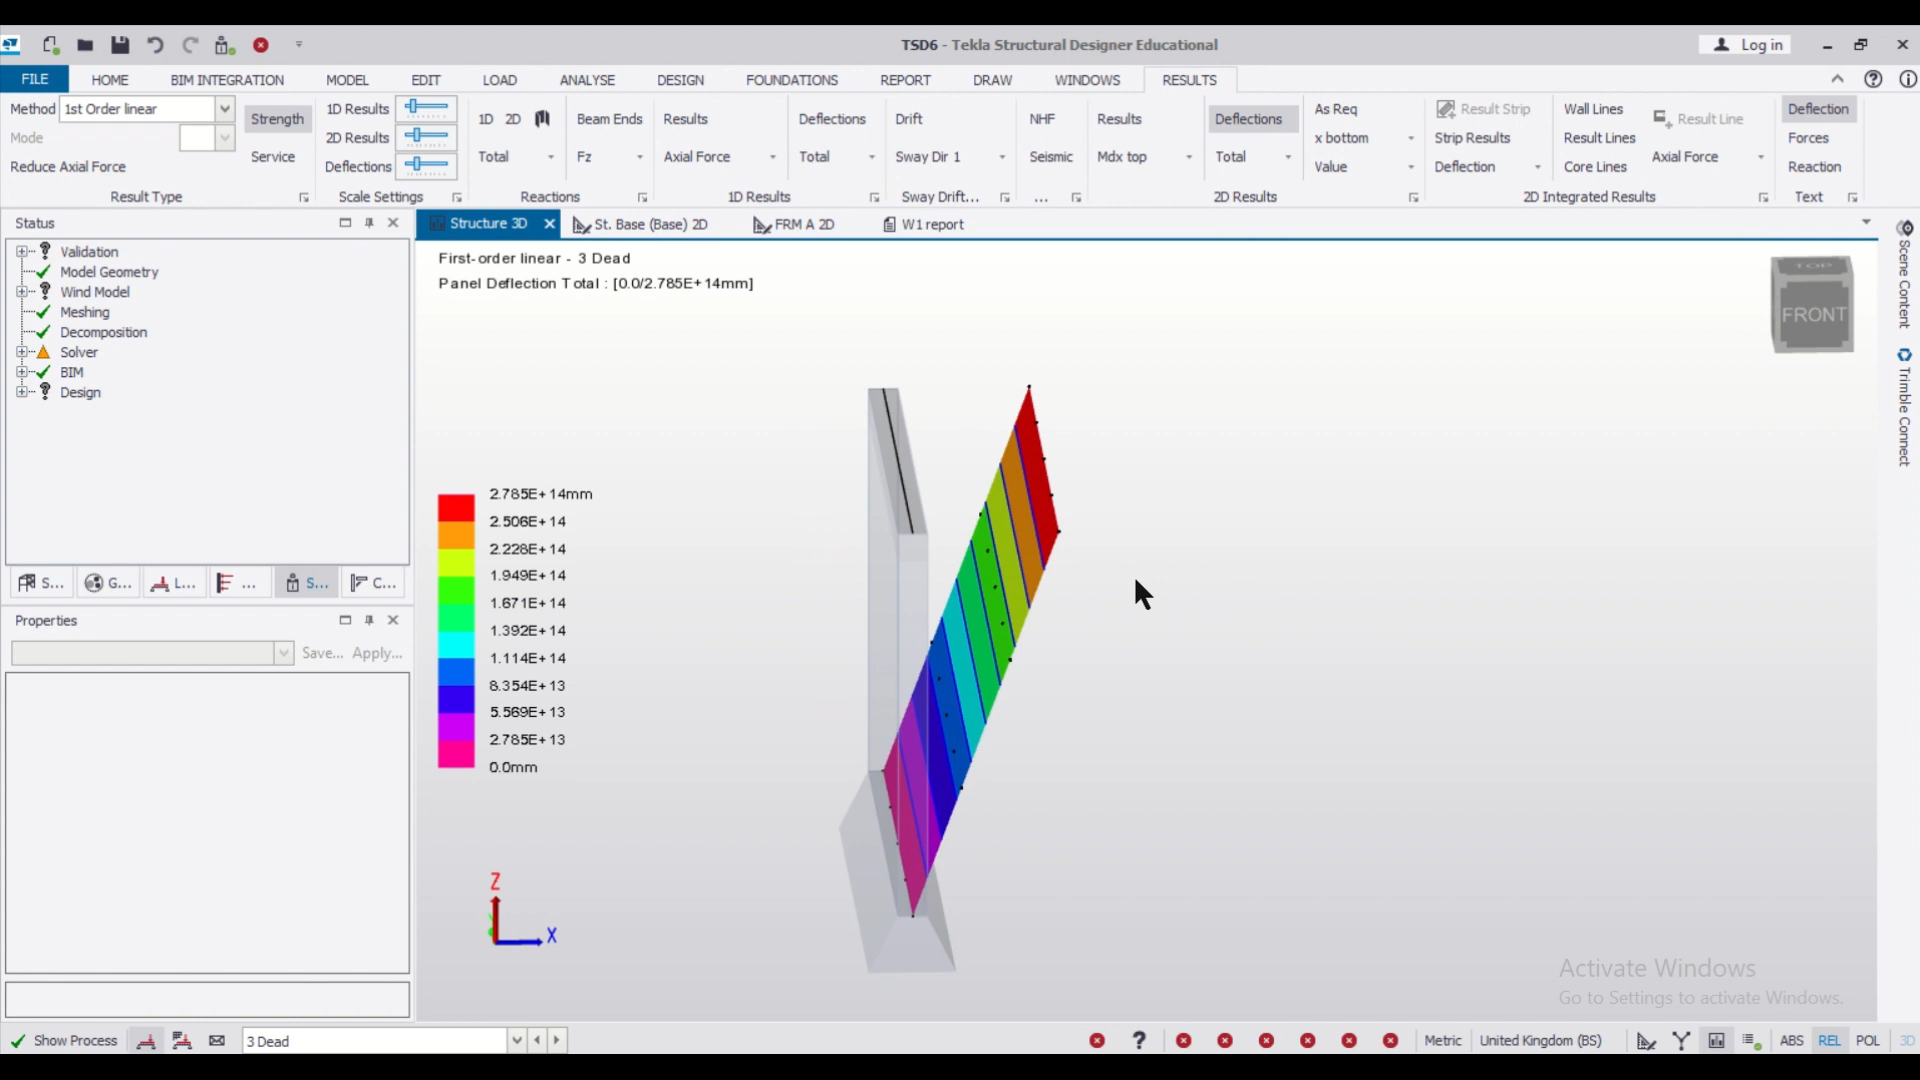 TSD6 - Tekla Structural Designer Educational
Log in
FILE HOME BIM INTEGRATION MODEL EDIT LOAD ANALYSE DESIGN FOUNDATIONS REPORT DRAW WINDOWS RESULTS
Method 1st Order linear
Mode
Reduce Axial Force
Strength
Service
Result Type
1D Results
2D Results
Deflections
Scale Settings
1D 2D
Total
Beam Ends
Fz
Reactions
Results
Axial Force
Deflections
Total
1D Results
Drift
Sway Dir 1
Sway Drift...
NHF
Seismic
...
Results
Mdx top
Deflections
Total
As Req
x bottom
Value
2D Results
Result Strip
Strip Results
Deflection
Wall Lines
Result Lines
Core Lines
Result Line
Axial Force
2D Integrated Results
Deflection
Forces
Reaction
Text
Status
Validation
Model Geometry
Wind Model
Meshing
Decomposition
Solver
BIM
Design
S... G... L... ... S... C...
Properties
Save... Apply...
Structure 3D St. Base (Base) 2D FRM A 2D W1 report
First-order linear - 3 Dead
Panel Deflection Total : [0.0/2.785E+14mm]
TOP
FRONT
Scene Content
Trimble Connect
2.785E+14mm
2.506E+14
2.228E+14
1.949E+14
1.671E+14
1.392E+14
1.114E+14
8.354E+13
5.569E+13
2.785E+13
0.0mm
Z
X
Activate Windows
Go to Settings to activate Windows.
Show Process 3 Dead Metric United Kingdom (BS) ABS REL POL 3D